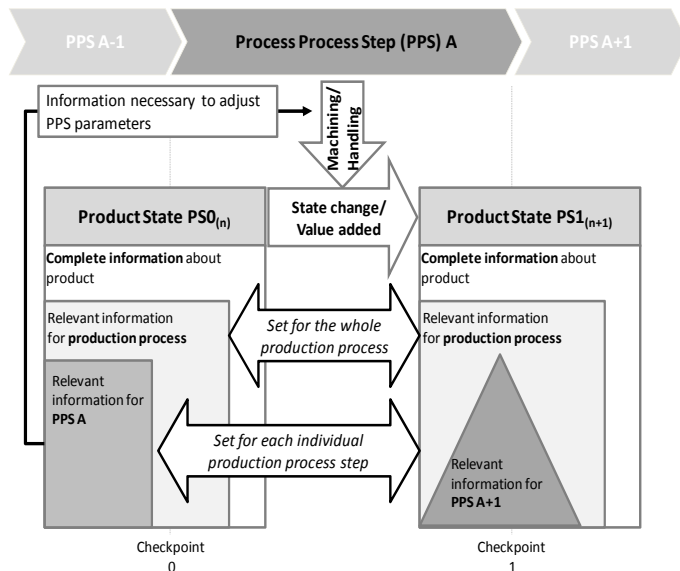 PPS A-1
Process Process Step (PPS) A
PPS A+1
Information necessary to adjust
PPS parameters
Machining/
Handling
Product State PS0(n)
State change/
Value added
Product State PS1(n+1)
Complete information about
product
Complete information about
product
Relevant information
for production process
Set for the whole
production process
Relevant information
for production process
Relevant
information for
PPS A
Set for each individual
production process step
Relevant
information for
PPS A+1
Checkpoint
0
Checkpoint
1